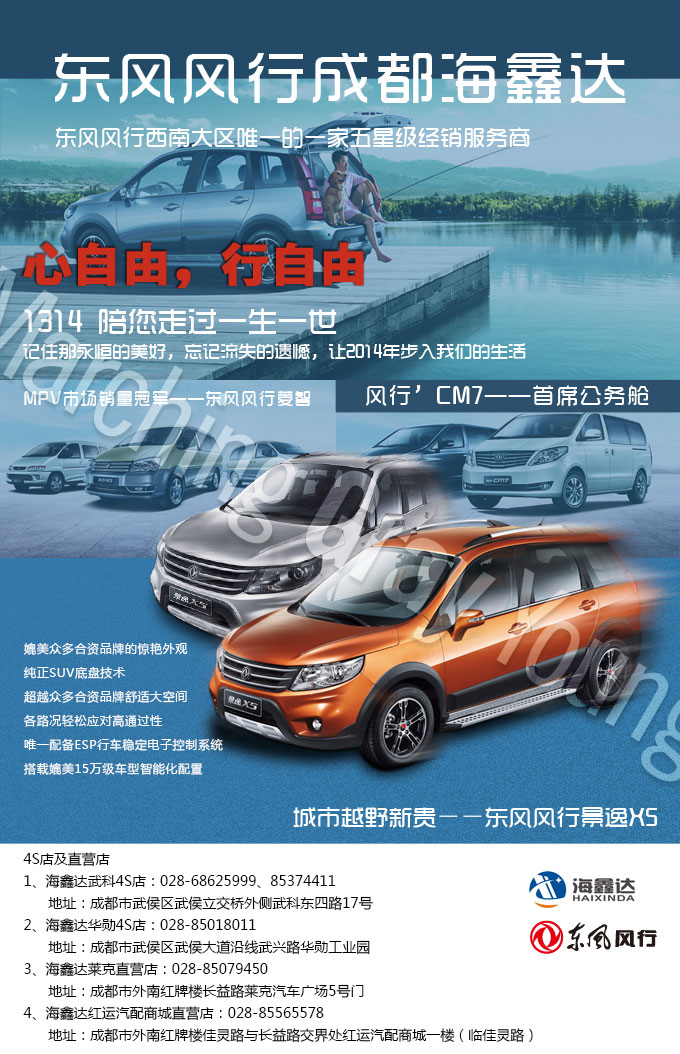 东风风行成都海鑫达
东风风行西南大区唯一的一家五星级经销服务商
心自由，行自由
1314 陪您走过一生一世
记住那永恒的美好，忘记流失的遗憾，让2014年步入我们的生活
MPV市场销量冠军——东风风行菱智
风行’CM7——首席公务舱
CM7
景逸X5
景逸X5
媲美众多合资品牌的惊艳外观
纯正SUV底盘技术
超越众多合资品牌舒适大空间
各路况轻松应对高通过性
唯一配备ESP行车稳定电子控制系统
搭载媲美15万级车型智能化配置
城市越野新贵——东风风行景逸X5
Marching Gray Young
4S店及直营店
1、海鑫达武科4S店：028-68625999、85374411
地址：成都市武侯区武侯立交桥外侧武科东四路17号
2、海鑫达华勋4S店：028-85018011
地址：成都市武侯区武侯大道沿线武兴路华勋工业园
3、海鑫达莱克直营店：028-85079450
地址：成都市外南红牌楼长益路莱克汽车广场5号门
4、海鑫达红运汽配商城直营店：028-85565578
地址：成都市外南红牌楼佳灵路与长益路交界处红运汽配商城一楼（临佳灵路）
海鑫达
HAIXINDA
东风风行